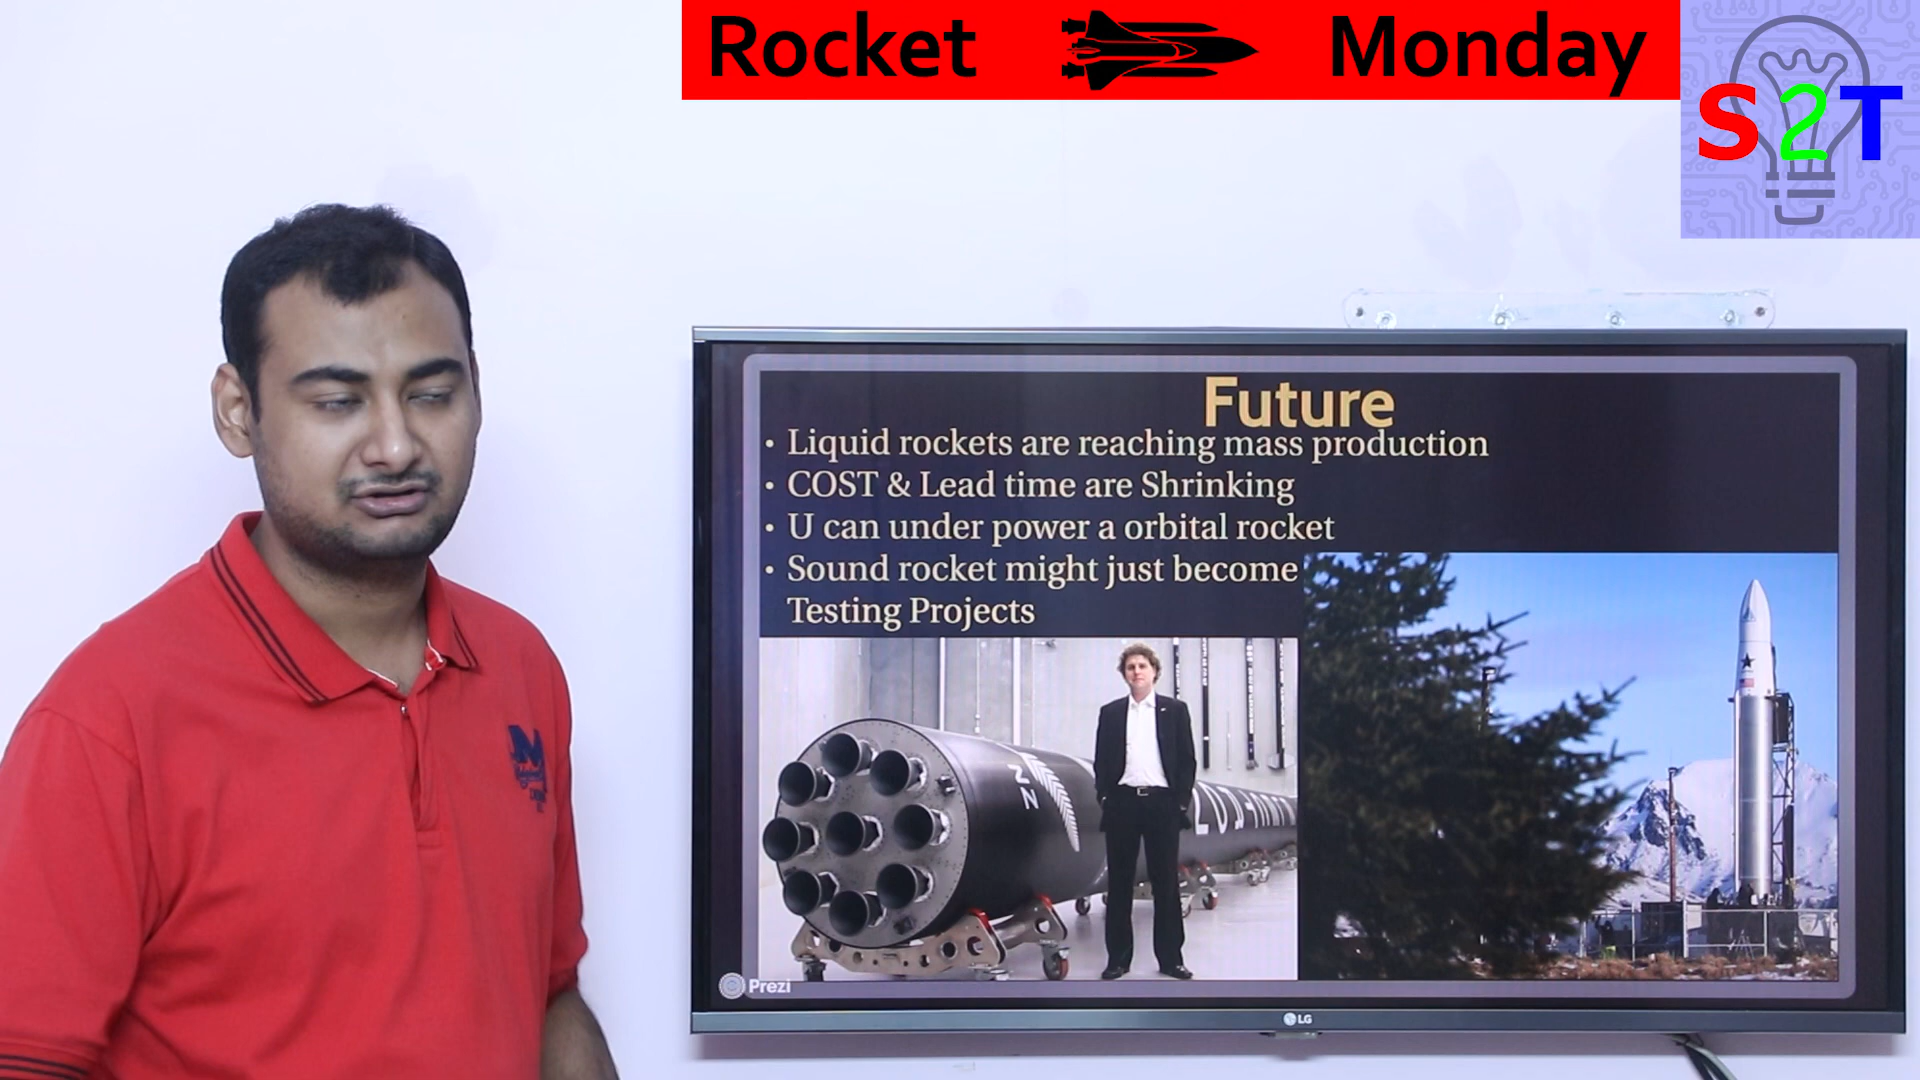 Rocket Monday
S2T
Future
• Liquid rockets are reaching mass production
• COST & Lead time are Shrinking
• U can under power a orbital rocket
• Sound rocket might just become
Testing Projects
NZ
Prezi
LG